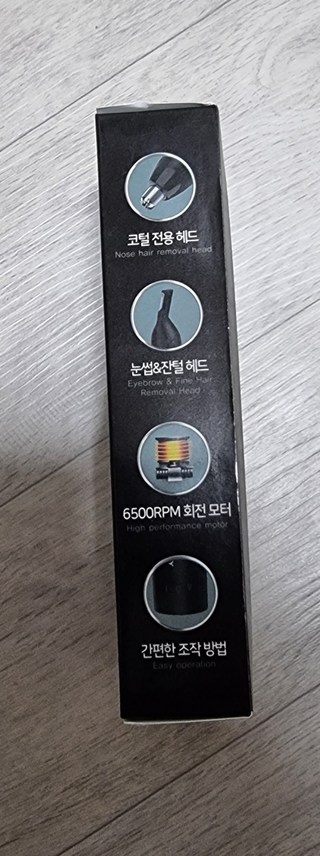 코털 전용 헤드
Nose hair removal head
눈썹&잔털 헤드
Eyebrow & Fine Hair
Removal Head
6500RPM 회전 모터
High performance motor
간편한 조작 방법
Easy operation